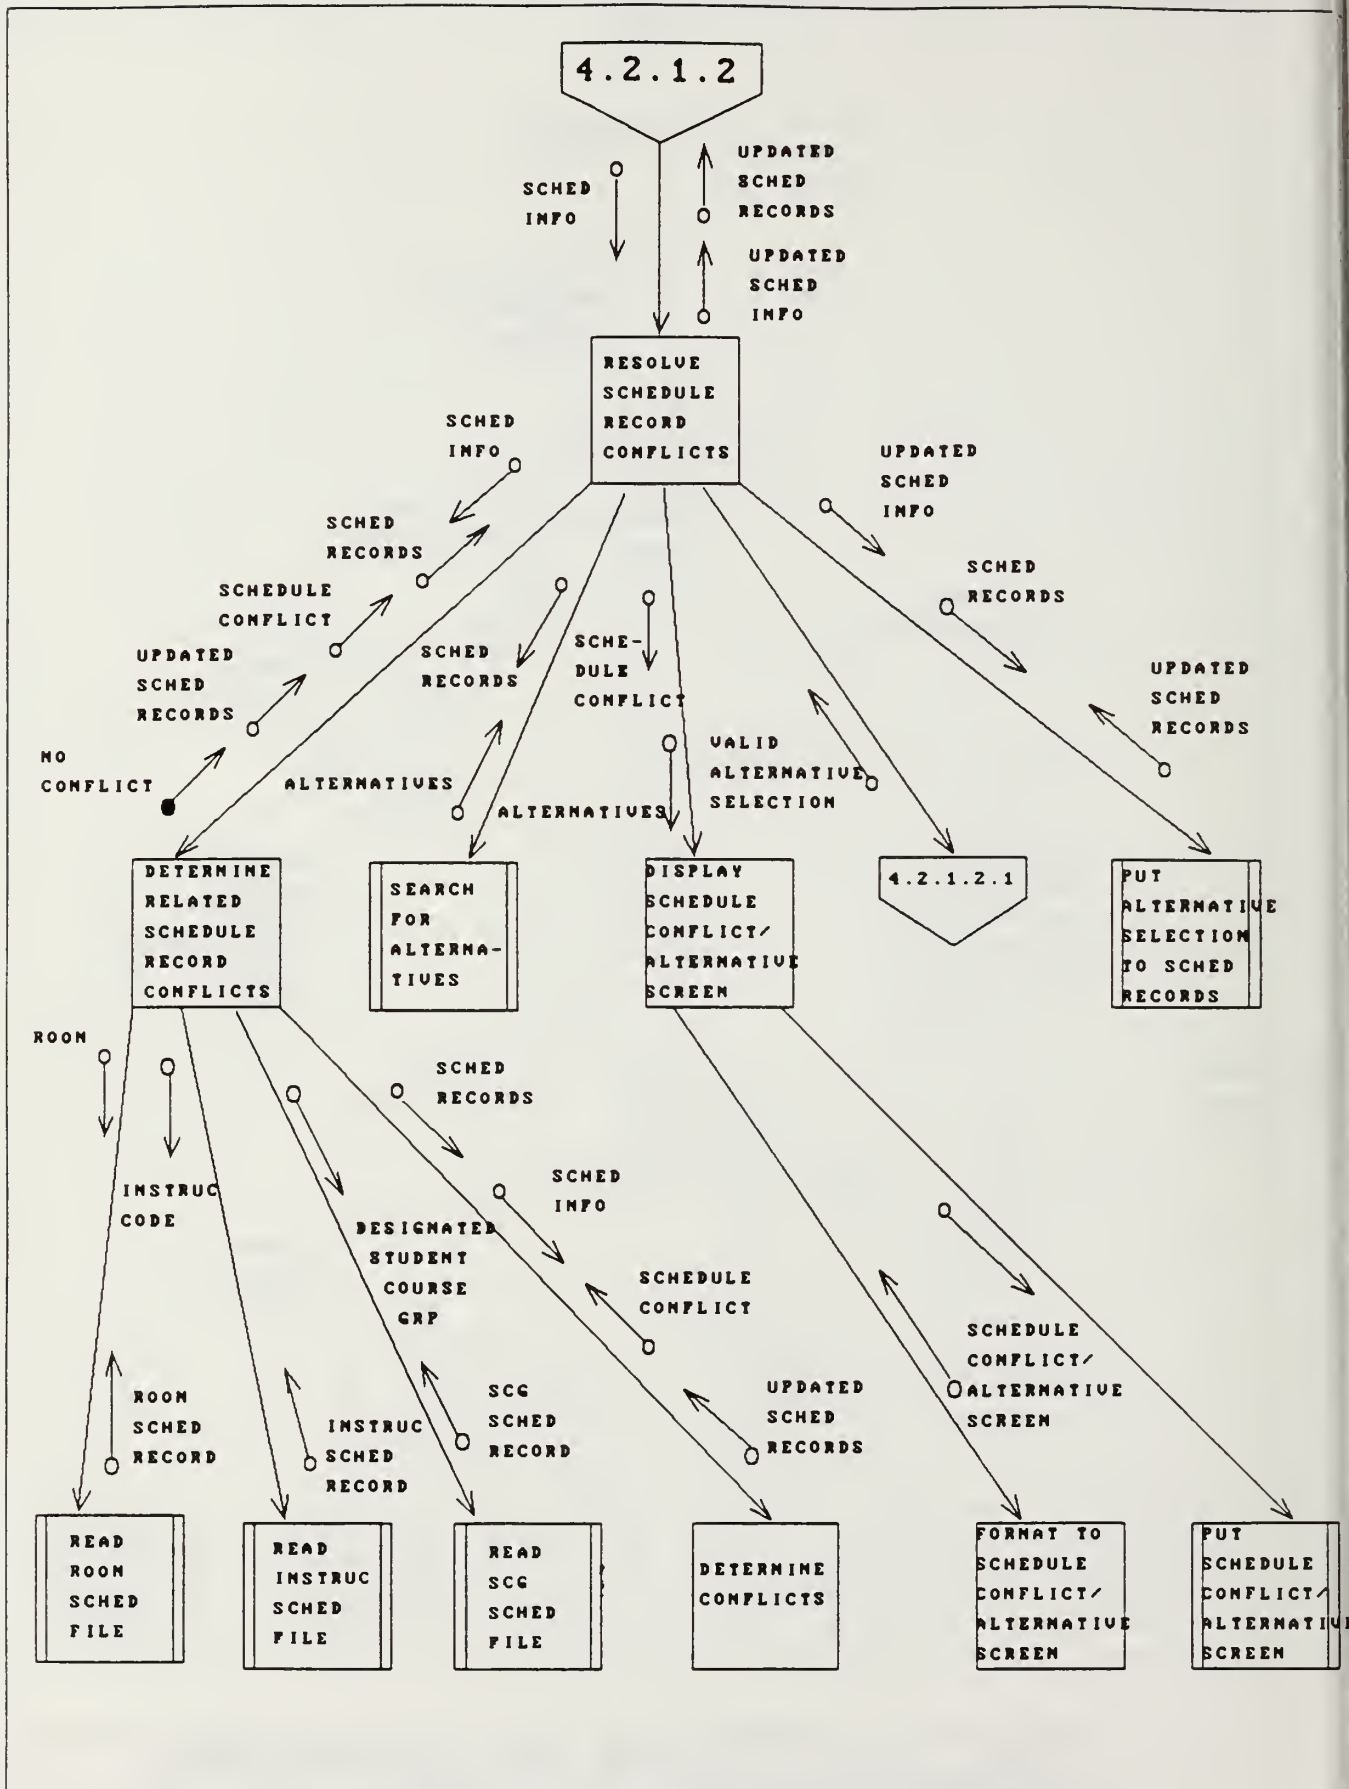 4.2.1.2
SCHED
INFO
UPDATED
SCHED
RECORDS
UPDATED
SCHED
INFO
RESOLVE
SCHEDULE
RECORD
CONFLICTS
SCHED
INFO
SCHED
RECORDS
SCHEDULE
CONFLICT
UPDATED
SCHED
RECORDS
NO
CONFLICT
SCHED
RECORDS
ALTERNATIVES
SCHE-
DULE
CONFLICT
ALTERNATIVES
VALID
ALTERNATIVE
SELECTION
UPDATED
SCHED
INFO
SCHED
RECORDS
UPDATED
SCHED
RECORDS
DETERMINE
RELATED
SCHEDULE
RECORD
CONFLICTS
SEARCH
FOR
ALTERNA-
TIVES
DISPLAY
SCHEDULE
CONFLICT/
ALTERNATIVE
SCREEN
4.2.1.2.1
PUT
ALTERNATIVE
SELECTION
TO SCHED
RECORDS
ROOM
INSTRUC
CODE
DESIGNATED
STUDENT
COURSE
GRP
SCHED
RECORDS
SCHED
INFO
SCHEDULE
CONFLICT
UPDATED
SCHED
RECORDS
ROOM
SCHED
RECORD
INSTRUC
SCHED
RECORD
SCG
SCHED
RECORD
SCHEDULE
CONFLICT/
ALTERNATIVE
SCREEN
READ
ROOM
SCHED
FILE
READ
INSTRUC
SCHED
FILE
READ
SCG
SCHED
FILE
DETERMINE
CONFLICTS
FORMAT TO
SCHEDULE
CONFLICT/
ALTERNATIVE
SCREEN
PUT
SCHEDULE
CONFLICT/
ALTERNATIVE
SCREEN